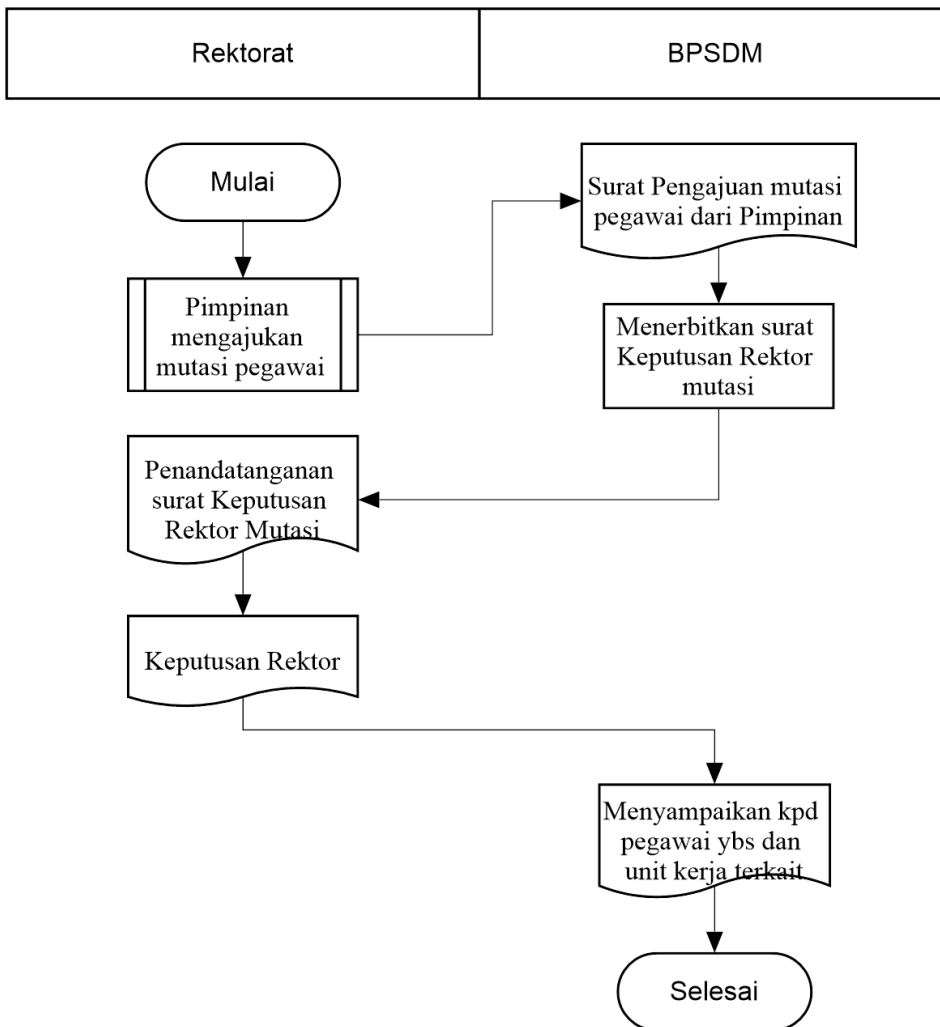 Rektorat
BPSDM
Mulai
Pimpinan
mengajukan
mutasi pegawai
Surat Pengajuan mutasi
pegawai dari Pimpinan
Menerbitkan surat
Keputusan Rektor
mutasi
Penandatanganan
surat Keputusan
Rektor Mutasi
Keputusan Rektor
Menyampaikan kpd
pegawai ybs dan
unit kerja terkait
Selesai